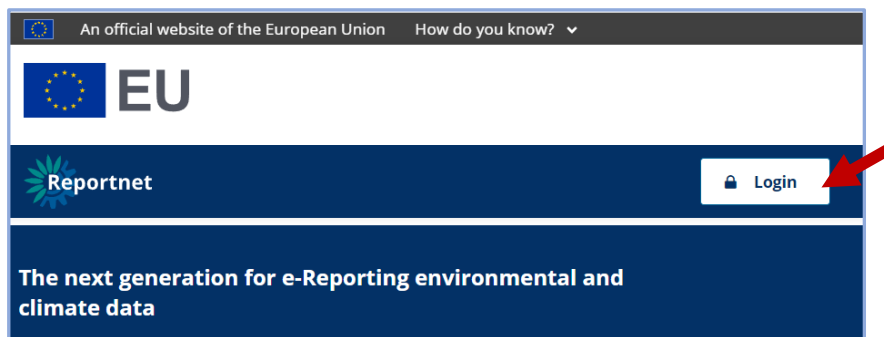 An official website of the European Union How do you know?
EU
Reportnet Login
The next generation for e-Reporting environmental and
climate data